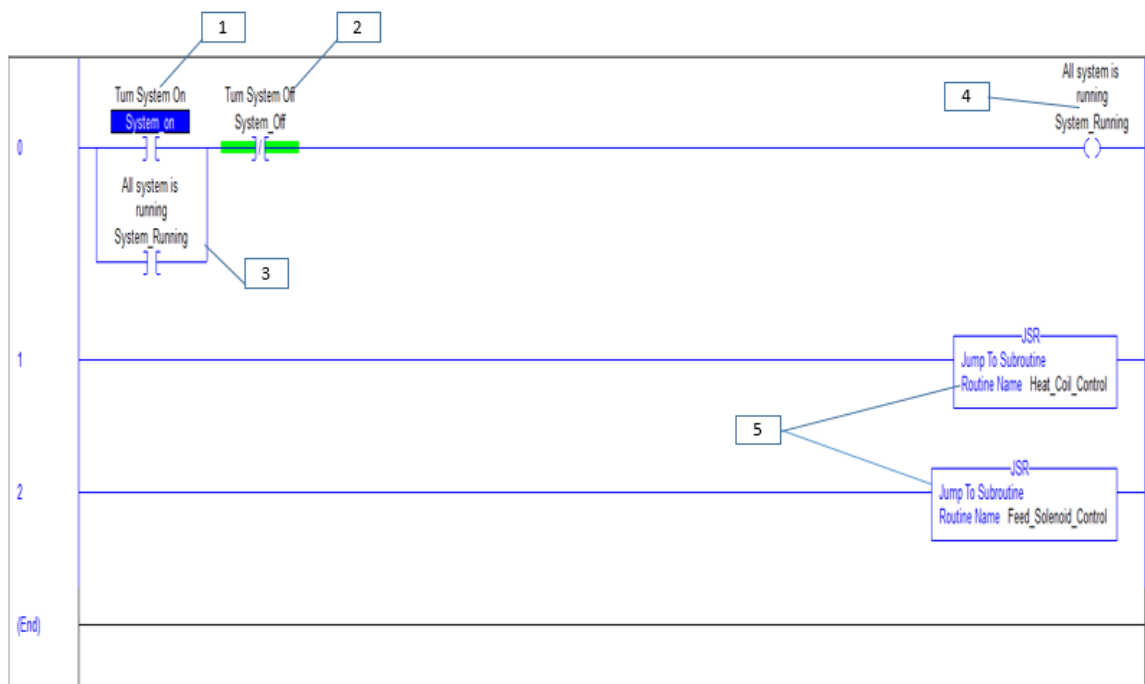 1
2
Turn System On
System_on
Turn System Off
System_Off
4
All system is
running
System_Running
0
All system is
running
System_Running
3
1
JSR
Jump To Subroutine
Routine Name Heat_Coil_Control
5
2
JSR
Jump To Subroutine
Routine Name Feed_Solenoid_Control
(End)